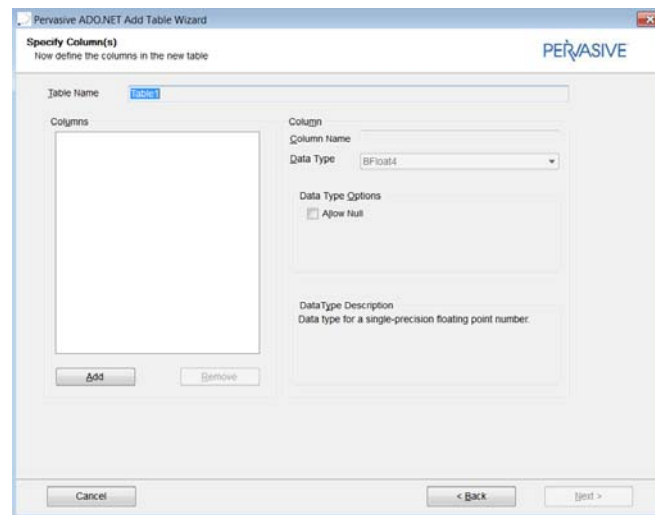 Pervasive ADO.NET Add Table Wizard
Specify Column(s)
Now define the columns in the new table
PERVASIVE
Table Name
Table1
Columns
Column
Column Name
Data Type
BFloat4
Data Type Options
Allow Null
DataType Description
Data type for a single-precision floating point number.
Add
Remove
Cancel
< Back
Next >